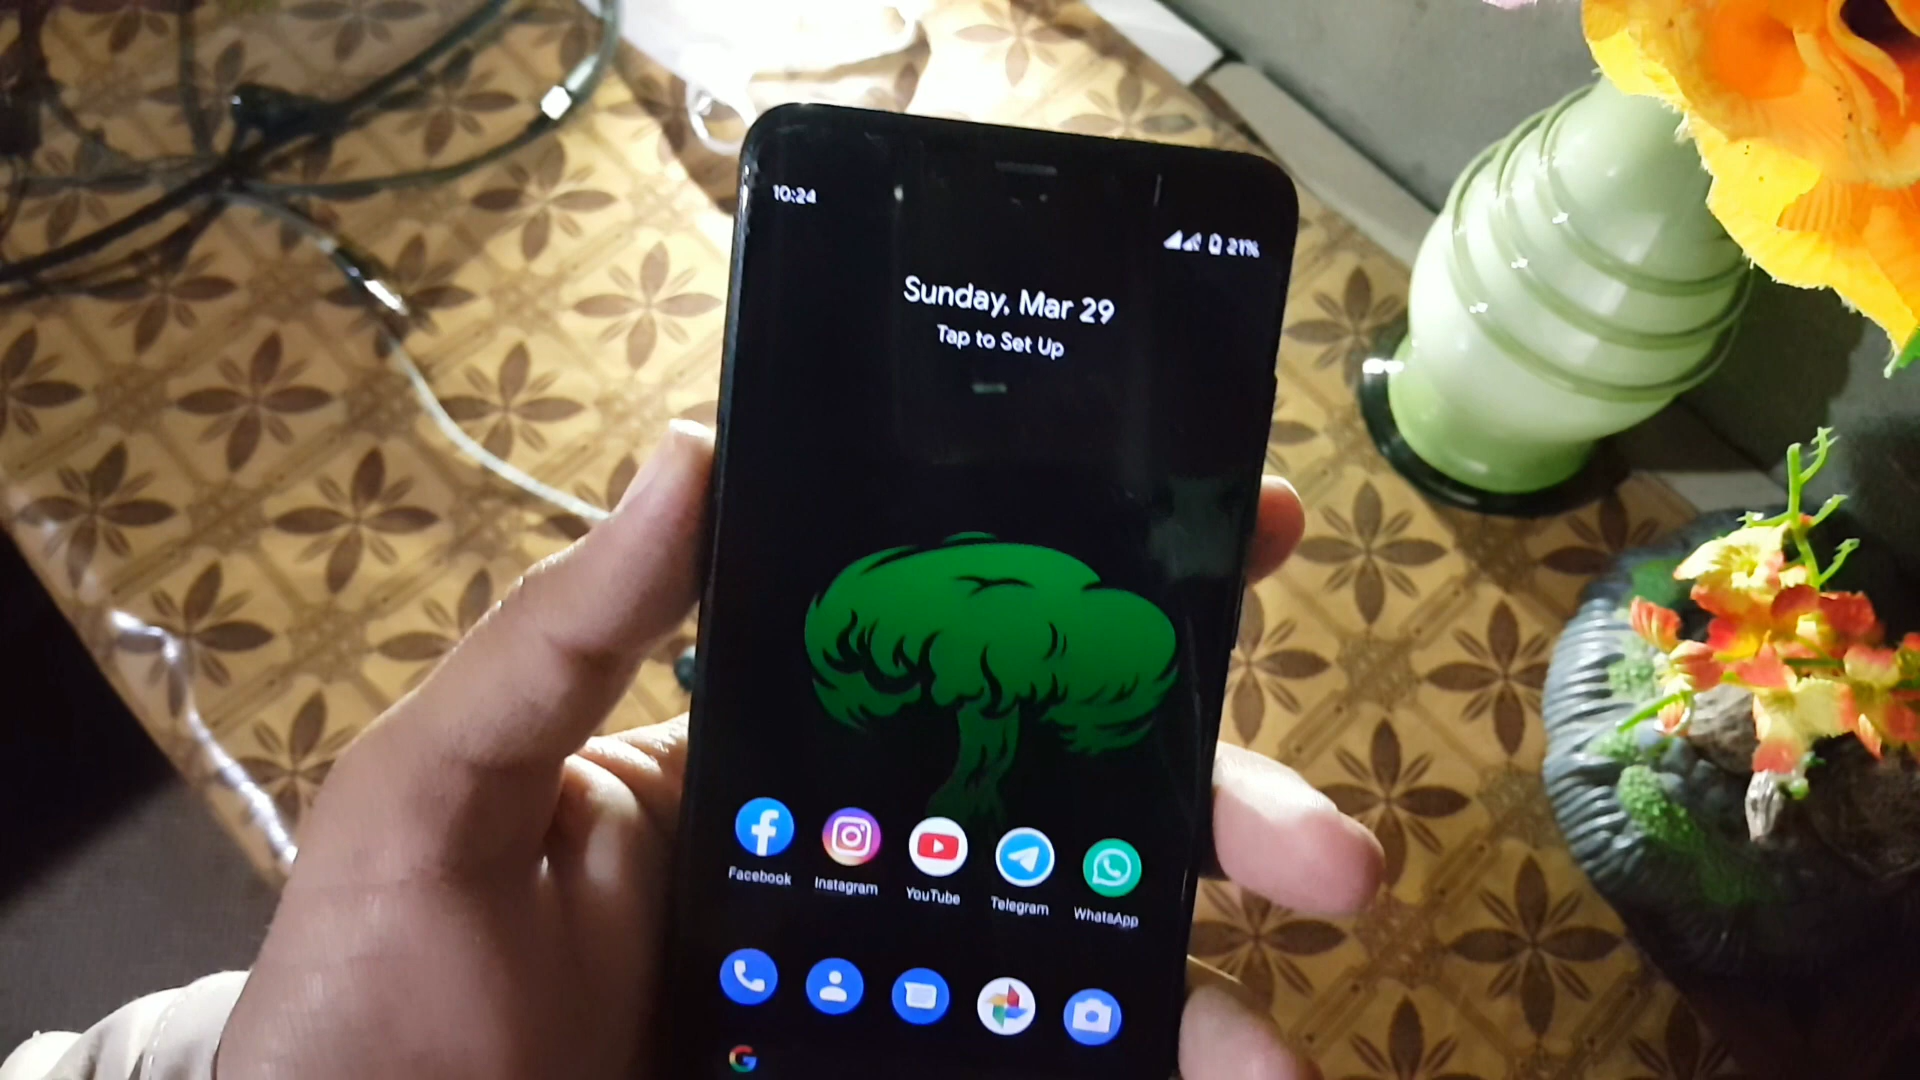 10:24
21%
Sunday, Mar 29
Tap to Set Up
Facebook Instagram YouTube Telegram WhatsApp
G